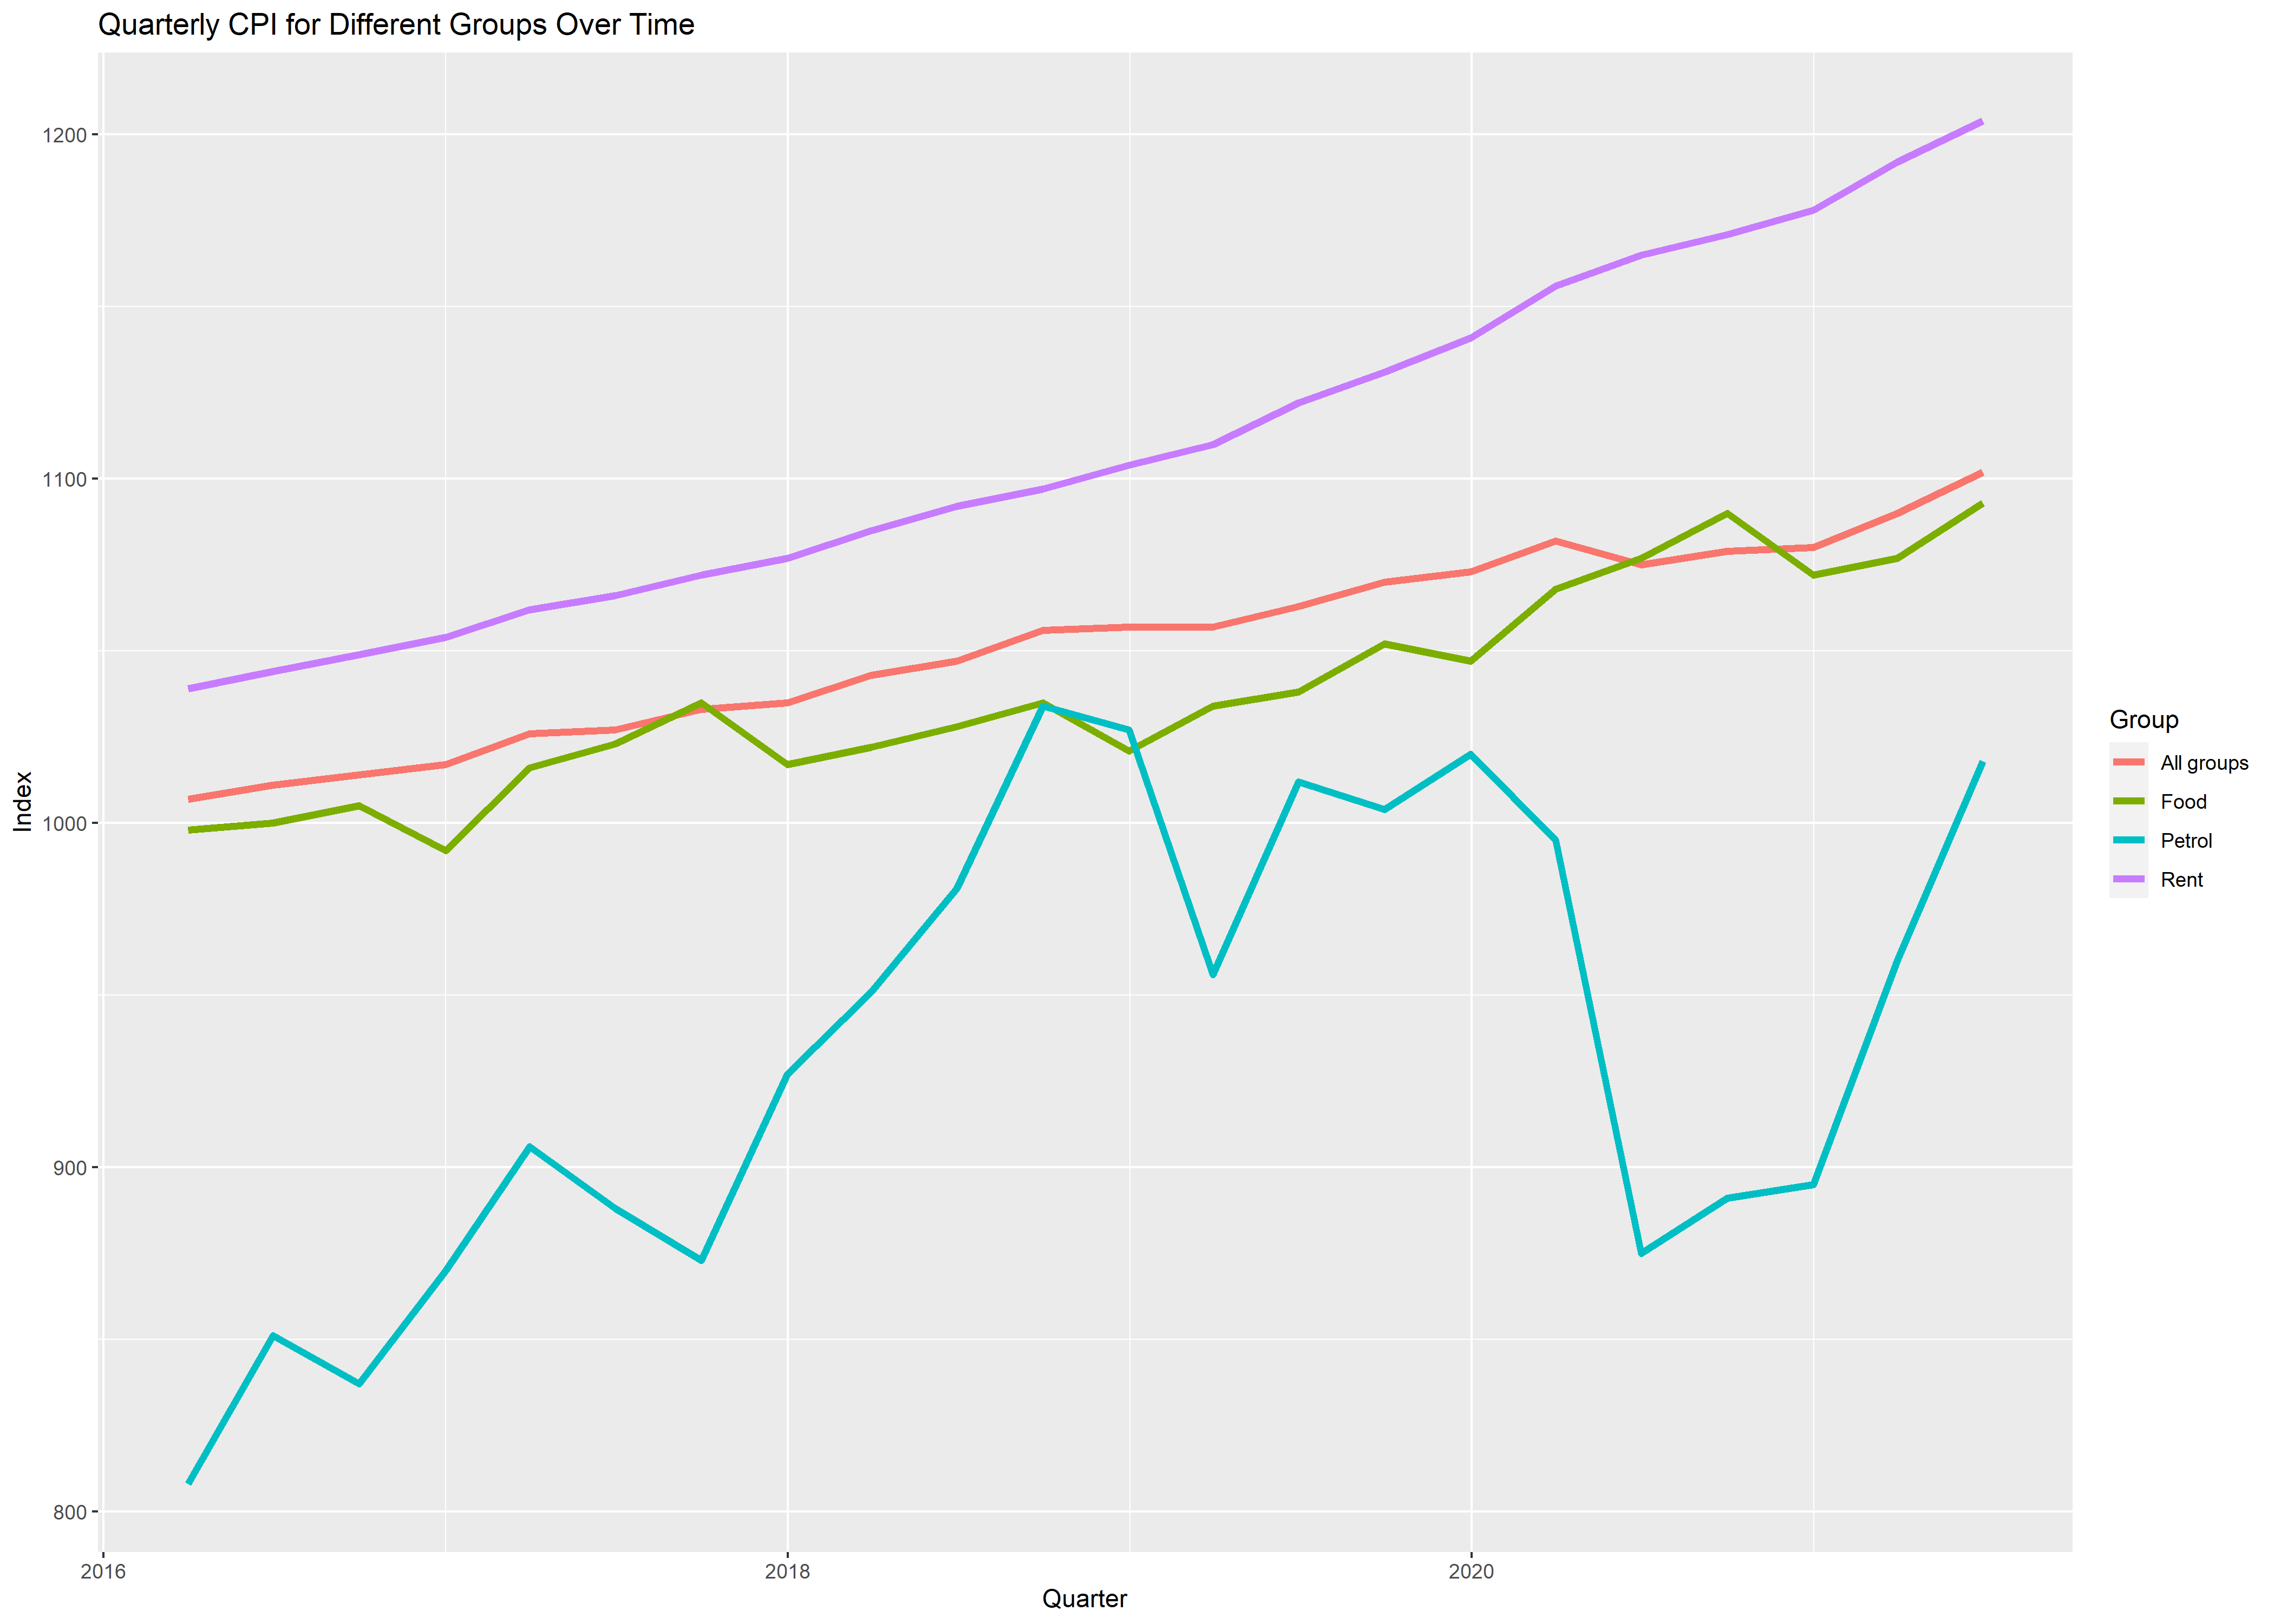 Quarterly CPI for Different Groups Over Time
1200
1100
1000
900
800
Index
2016
2018
2020
Quarter
Group
All groups
Food
Petrol
Rent